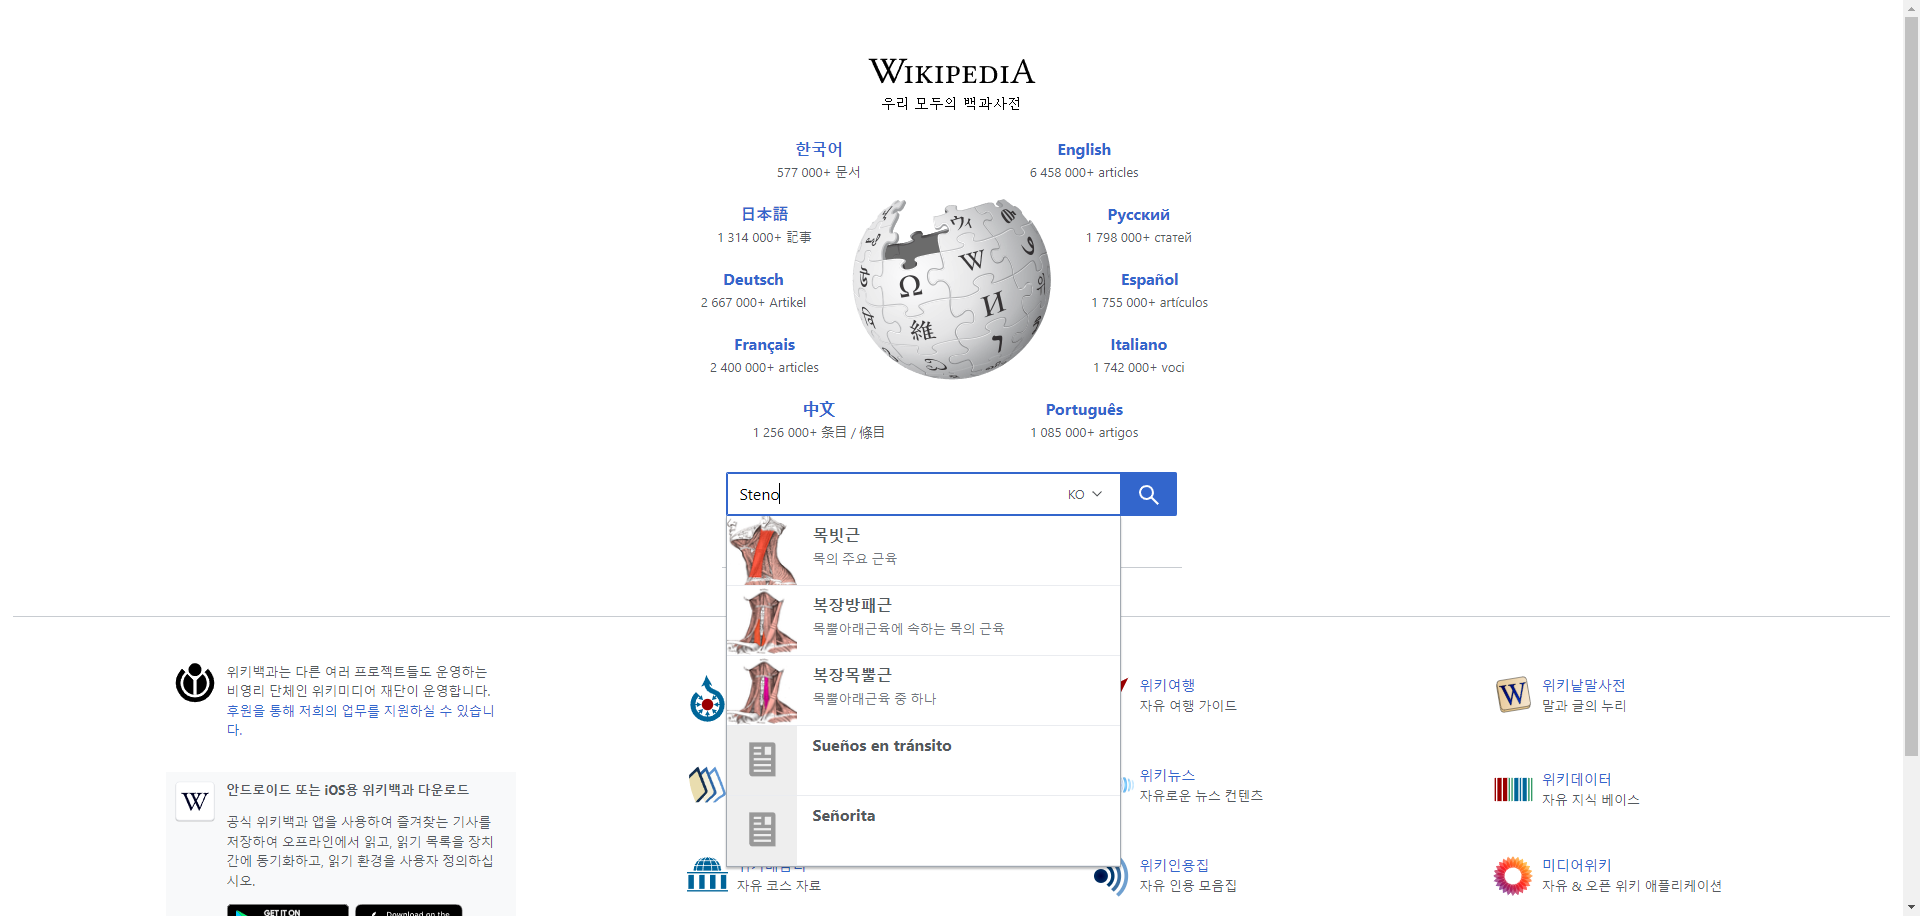 WIKIPEDIA
우리 모두의 백과사전
한국어
577 000+ 문서
English
6 458 000+ articles
日本語
1 314 000+ 記事
Русский
1 798 000+ статей
Deutsch
2 667 000+ Artikel
Español
1 755 000+ artículos
Français
2 400 000+ articles
Italiano
1 742 000+ voci
中文
1 256 000+ 条目 / 條目
Português
1 085 000+ artigos
Steno
KO
목빗근
목의 주요 근육
복장방패근
목뿔아래근육에 속하는 목의 근육
복장목뿔근
목뿔아래근육 중 하나
Sueños en tránsito
Señorita
위키백과는 다른 여러 프로젝트들도 운영하는
비영리 단체인 위키미디어 재단이 운영합니다.
후원을 통해 저희의 업무를 지원하실 수 있습니
다.
안드로이드 또는 iOS용 위키백과 다운로드
공식 위키백과 앱을 사용하여 즐겨찾는 기사를
저장하여 오프라인에서 읽고, 읽기 목록을 장치
간에 동기화하고, 읽기 환경을 사용자 정의하십
시오.
GET IT ON
Download on the
자유 코스 자료
위키여행
자유 여행 가이드
위키뉴스
자유로운 뉴스 컨텐츠
위키인용집
자유 인용 모음집
위키낱말사전
말과 글의 누리
위키데이터
자유 지식 베이스
미디어위키
자유 & 오픈 위키 애플리케이션